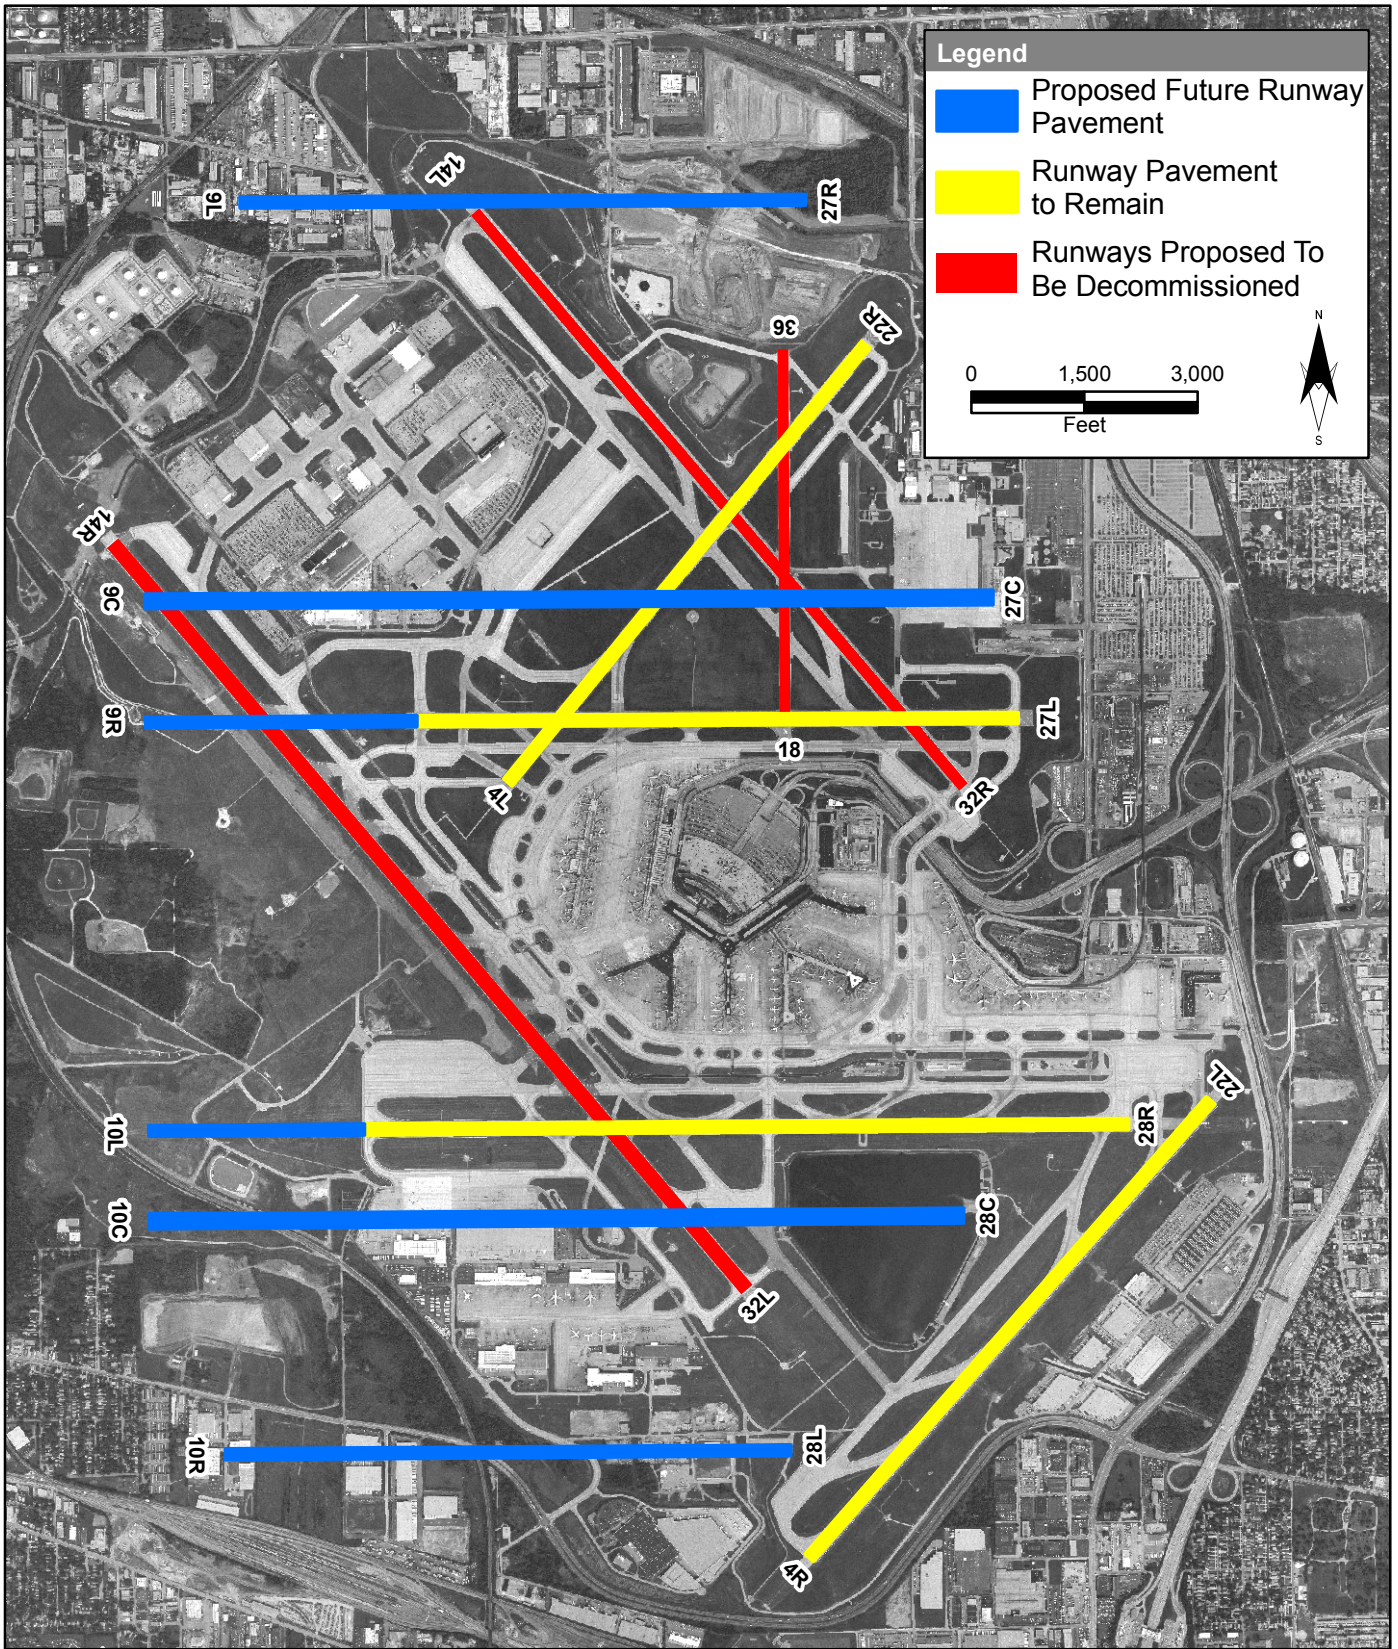 Legend
Proposed Future Runway
Pavement
Runway Pavement
to Remain
Runways Proposed To
Be Decommissioned
N
0 1,500 3,000
Feet
S
14L
9L
27R
36
22R
14R
9C
27C
9R
27L
18
4L
32R
22L
10L
28R
10C
28C
32L
10R
28L
4R